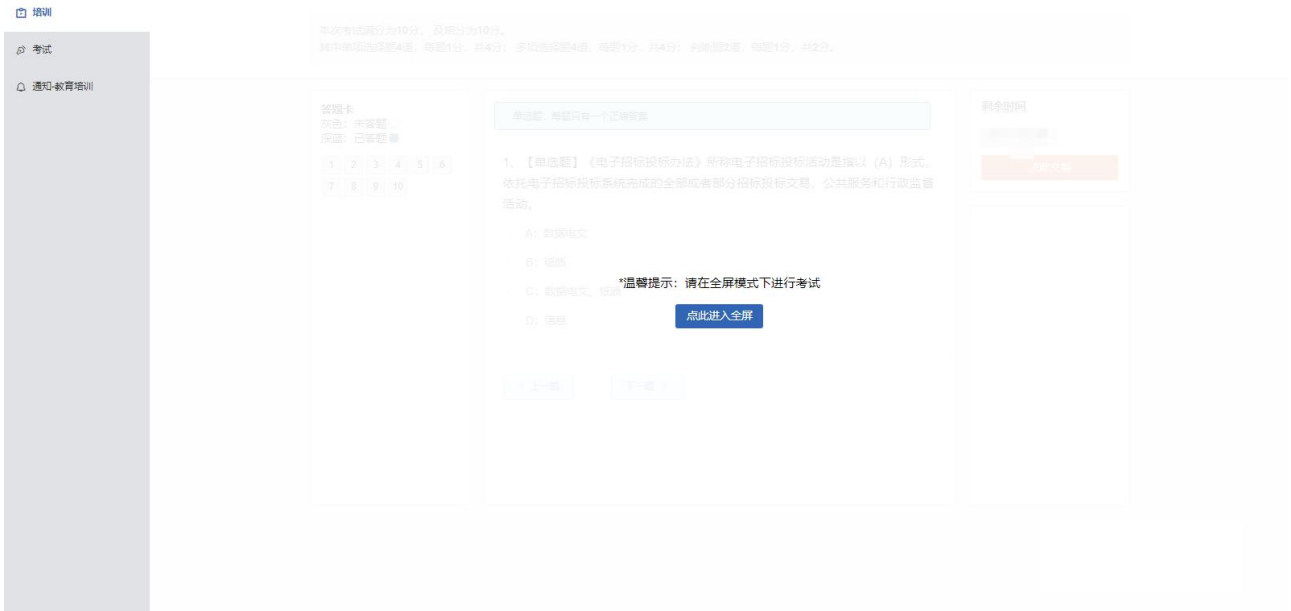 培训
考试
通知-教育培训
本次考试满分为10分； 及格分为10分。
其中单项选择题4道，每题1分，共4分； 多项选择题4道，每题1分，共4分； 判断题2道，每题1分，共2分。
答题卡
灰色：未答题
深蓝：已答题
1 2 3 4 5 6
7 8 9 10
单选题，每题只有一个正确答案
1、【单选题】《电子招标投标办法》所称电子招标投标活动是指以（A）形式，
依托电子招标投标系统完成的全部或者部分招标投标交易、公共服务和行政监督
活动。
A：数据电文
B：纸质
C：数据电文、纸质
D：信息
*温馨提示：请在全屏模式下进行考试
点此进入全屏
< 上一题
下一题 >
剩余时间